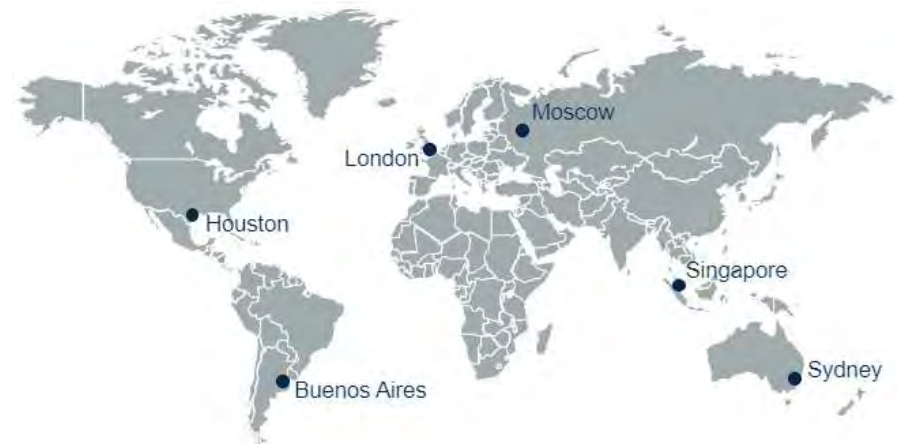 Moscow
London
Houston
Singapore
Sydney
Buenos Aires